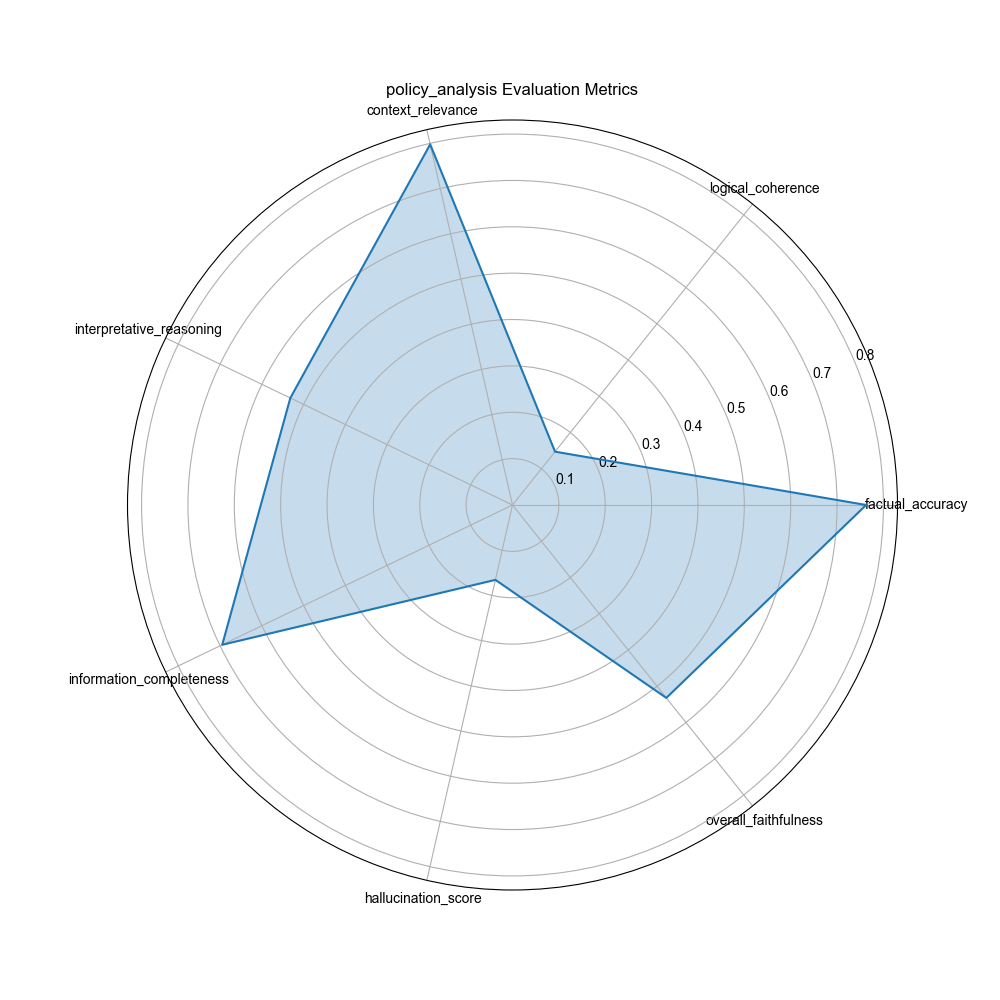 policy_analysis Evaluation Metrics
context_relevance
logical_coherence
interpretative_reasoning
0.8
0.7
0.6
0.5
0.4
0.3
0.2
0.1
factual_accuracy
information_completeness
overall_faithfulness
hallucination_score